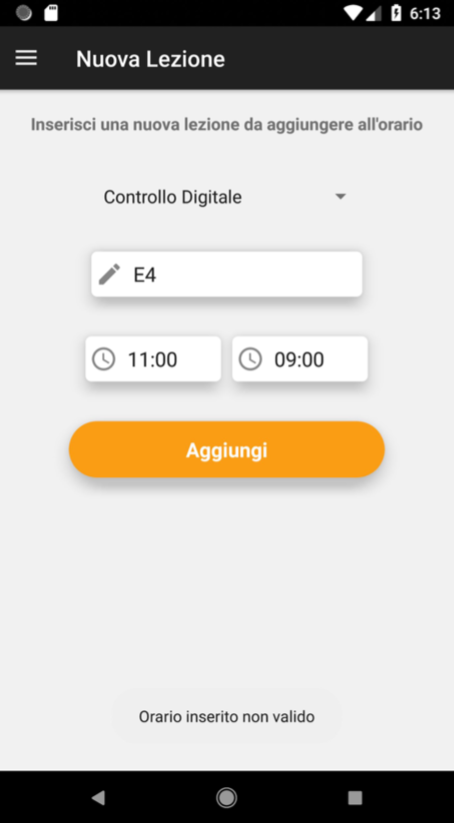 6:13
Nuova Lezione
Inserisci una nuova lezione da aggiungere all'orario
Controllo Digitale
E4
11:00 09:00
Aggiungi
Orario inserito non valido